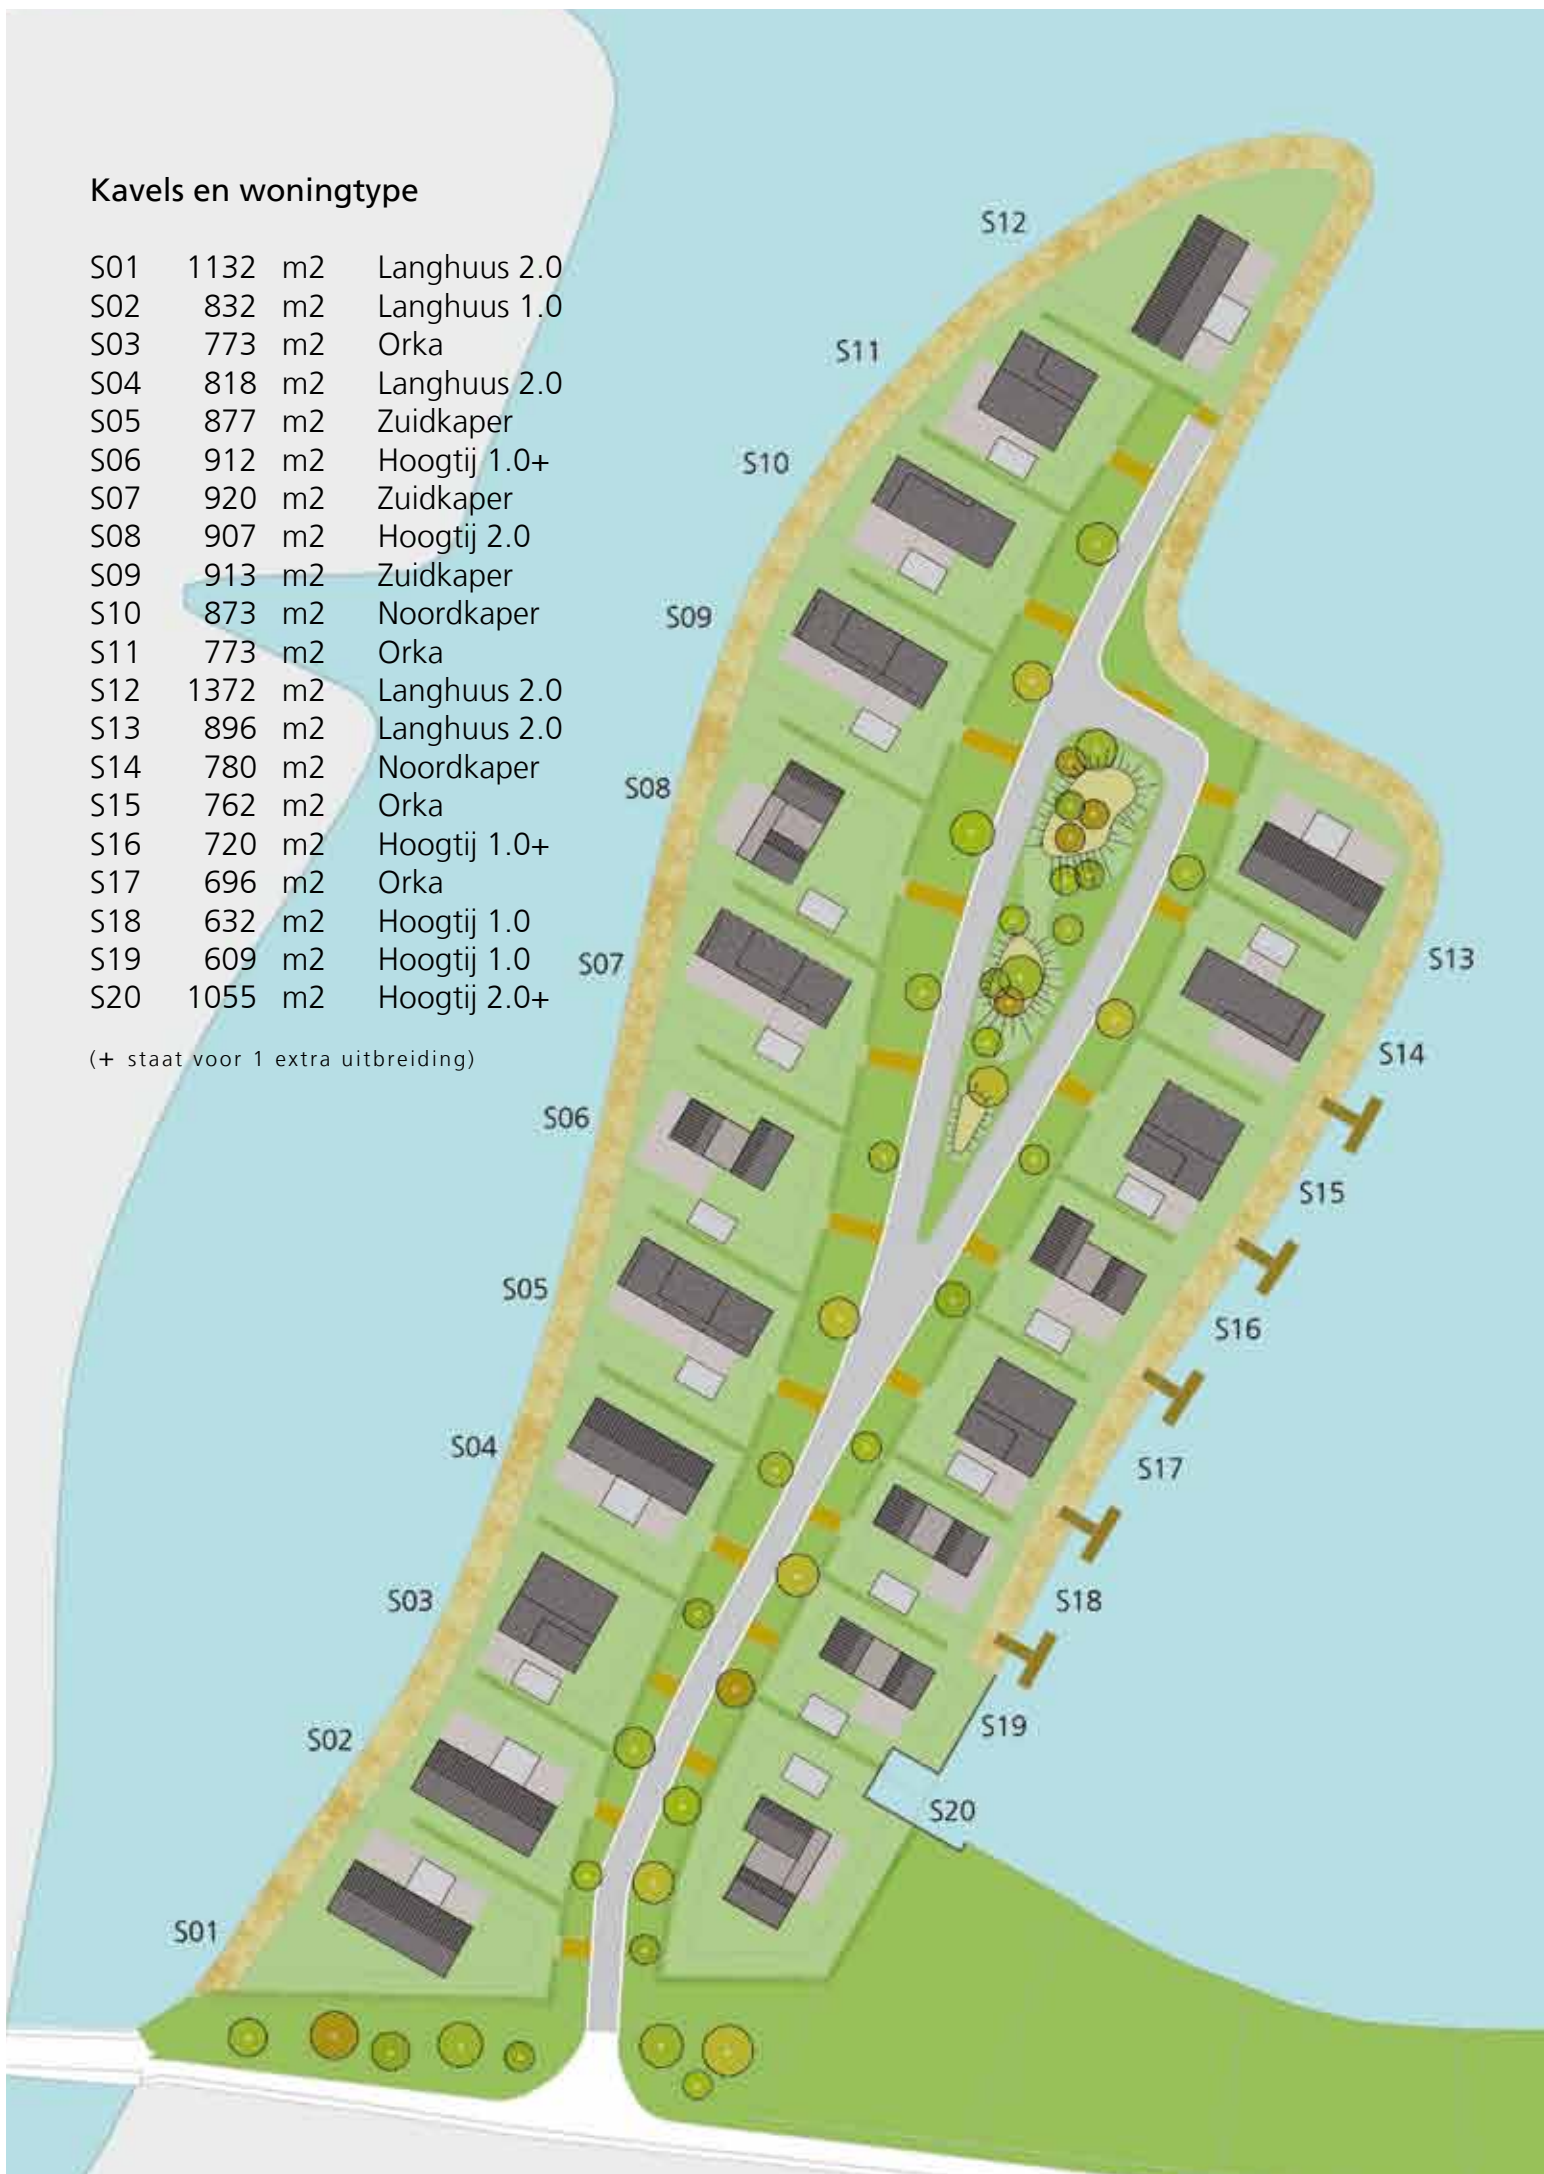 Kavels en woningtype
S01 1132 m2 Langhuus 2.0
S02 832 m2 Langhuus 1.0
S03 773 m2 Orka
S04 818 m2 Langhuus 2.0
S05 877 m2 Zuidkaper
S06 912 m2 Hoogtij 1.0+
S07 920 m2 Zuidkaper
S08 907 m2 Hoogtij 2.0
S09 913 m2 Zuidkaper
S10 873 m2 Noordkaper
S11 773 m2 Orka
S12 1372 m2 Langhuus 2.0
S13 896 m2 Langhuus 2.0
S14 780 m2 Noordkaper
S15 762 m2 Orka
S16 720 m2 Hoogtij 1.0+
S17 696 m2 Orka
S18 632 m2 Hoogtij 1.0
S19 609 m2 Hoogtij 1.0
S20 1055 m2 Hoogtij 2.0+
(+ staat voor 1 extra uitbreiding)
S12
S11
S10
S09
S08
S07
S06
S05
S04
S03
S02
S01
S13
S14
S15
S16
S17
S18
S19
S20